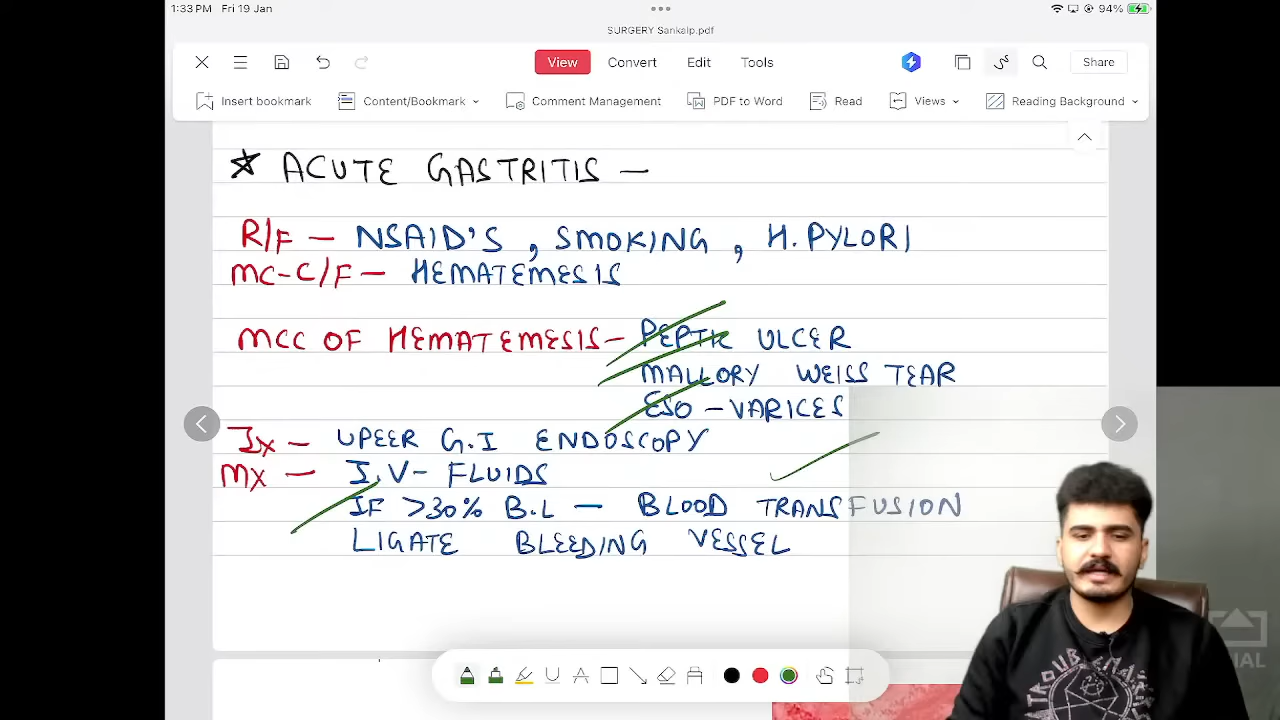 1:33 PM Fri 19 Jan
94%
SURGERY Sankalp.pdf
View Convert Edit Tools Share
Insert bookmark Content/Bookmark Comment Management PDF to Word Read Views Reading Background
★ ACUTE GASTRITIS —
R/F — NSAID'S , SMOKING , H. PYLORI
MC-C/F — HEMATEMESIS
MCC OF HEMATEMESIS — PEPTIC ULCER
MALLORY WEISS TEAR
ESO - VARICES
Ix — UPEER G.I ENDOSCOPY
Mx — I.V- FLUIDS
IF >30% B.L — BLOOD TRANSFUSION
LIGATE BLEEDING VESSEL